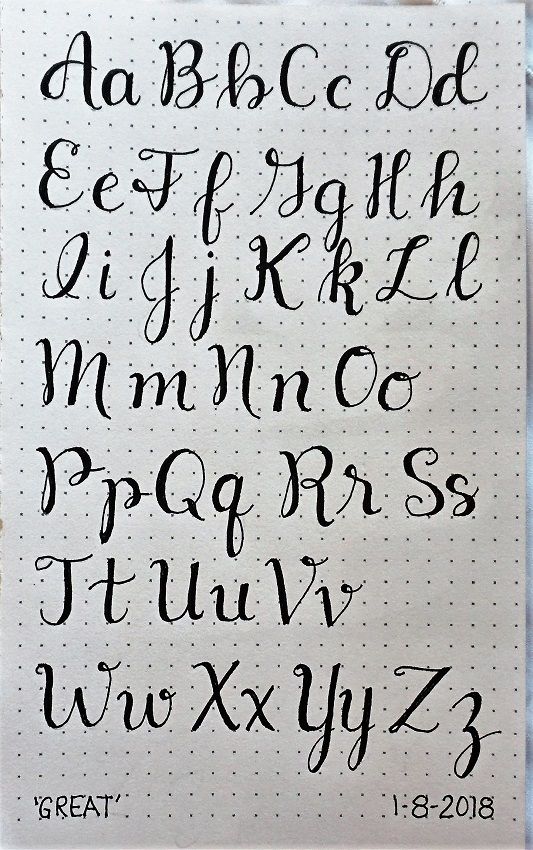 Aa Bb Cc Dd
Ee Ff Gg Hh
Ii Jj Kk Ll
Mm Nn Oo
Pp Qq Rr Ss
Tt Uu Vv
Ww Xx Yy Zz
'GREAT' 1-8-2018